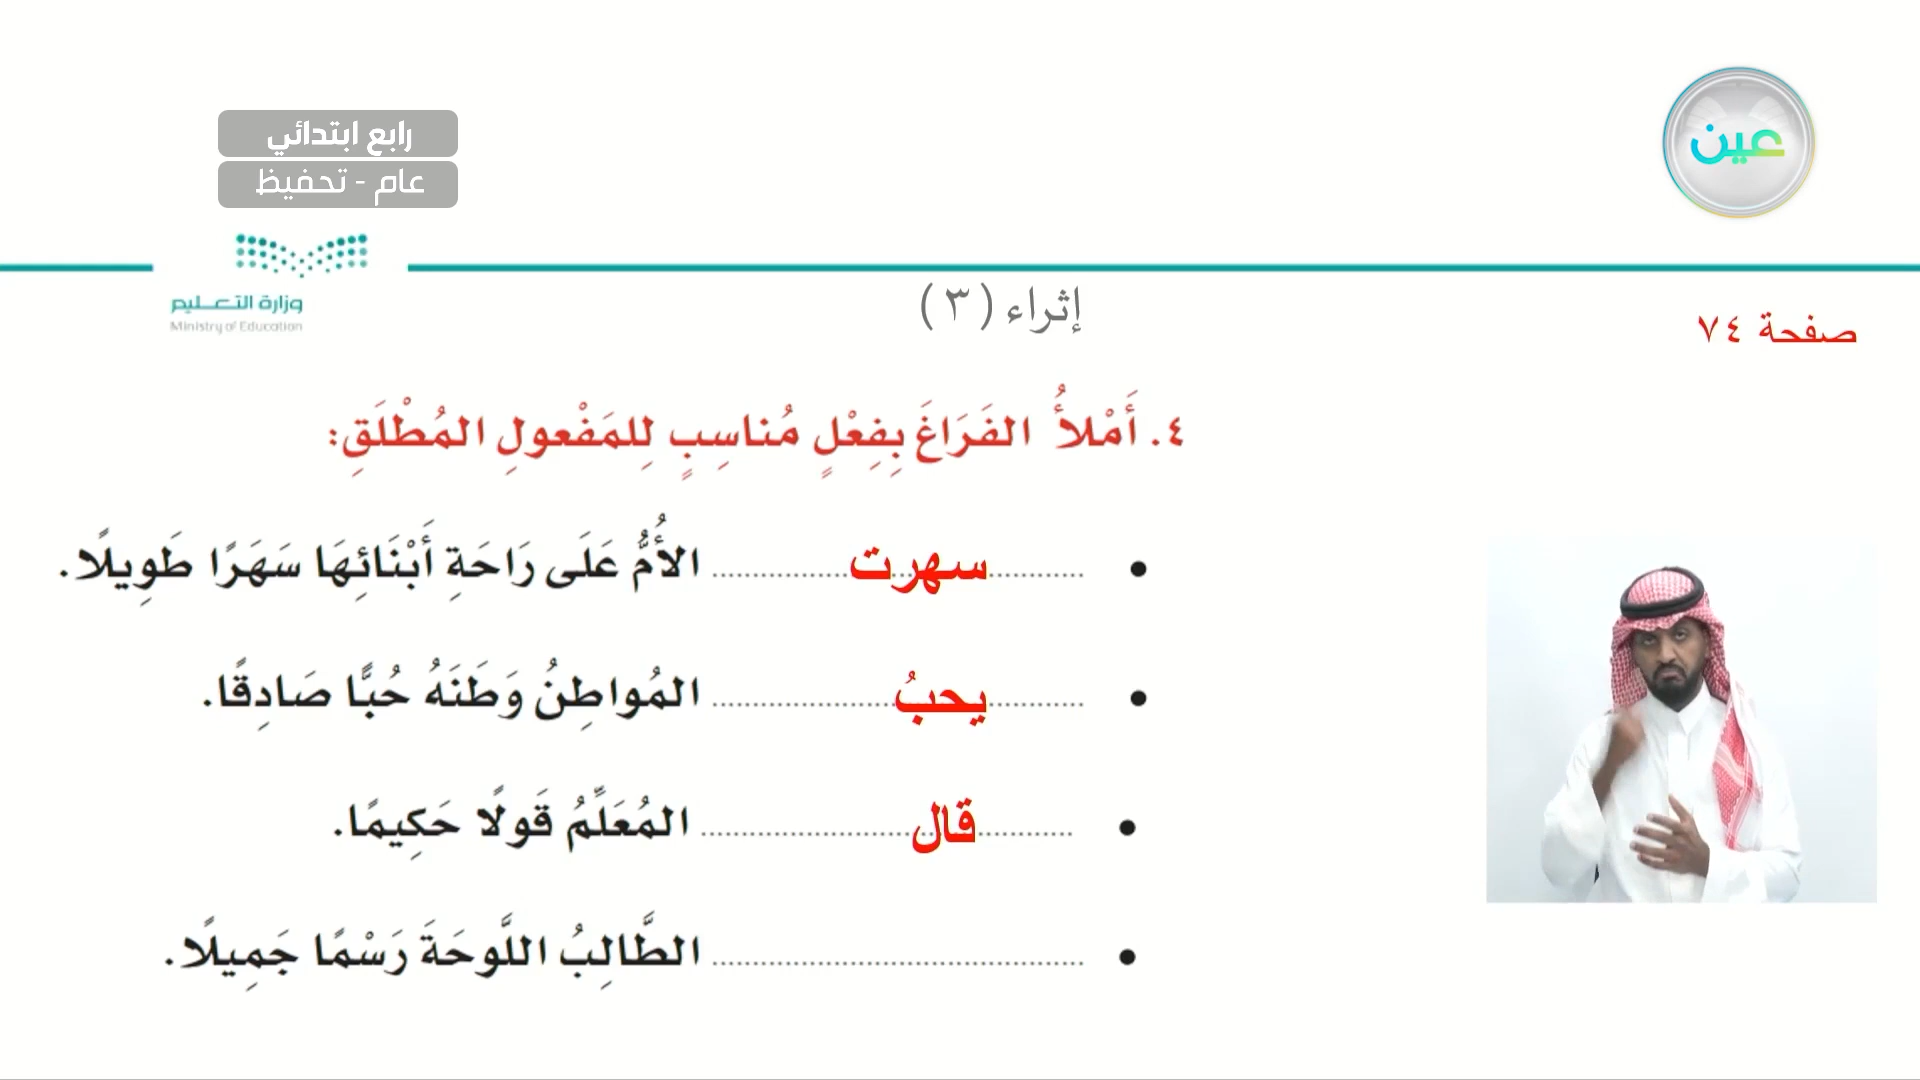 عين
رابع ابتدائي
عام - تحفيظ
وزارة التعليم
Ministry of Education
إثراء (٣)
صفحة ٧٤
٤. أَمْلأُ الفَرَاغَ بِفِعْلٍ مُناسِبٍ لِلمَفْعولِ المُطْلَقِ:
• ........سهرت........ الأُمُّ عَلَى رَاحَةِ أَبْنَائِهَا سَهَرًا طَوِيلًا.
• ........يحبُ........ المُواطِنُ وَطَنَهُ حُبًّا صَادِقًا.
• ........قال........ المُعَلِّمُ قَولًا حَكِيمًا.
• ................ الطَّالِبُ اللَّوحَةَ رَسْمًا جَمِيلًا.